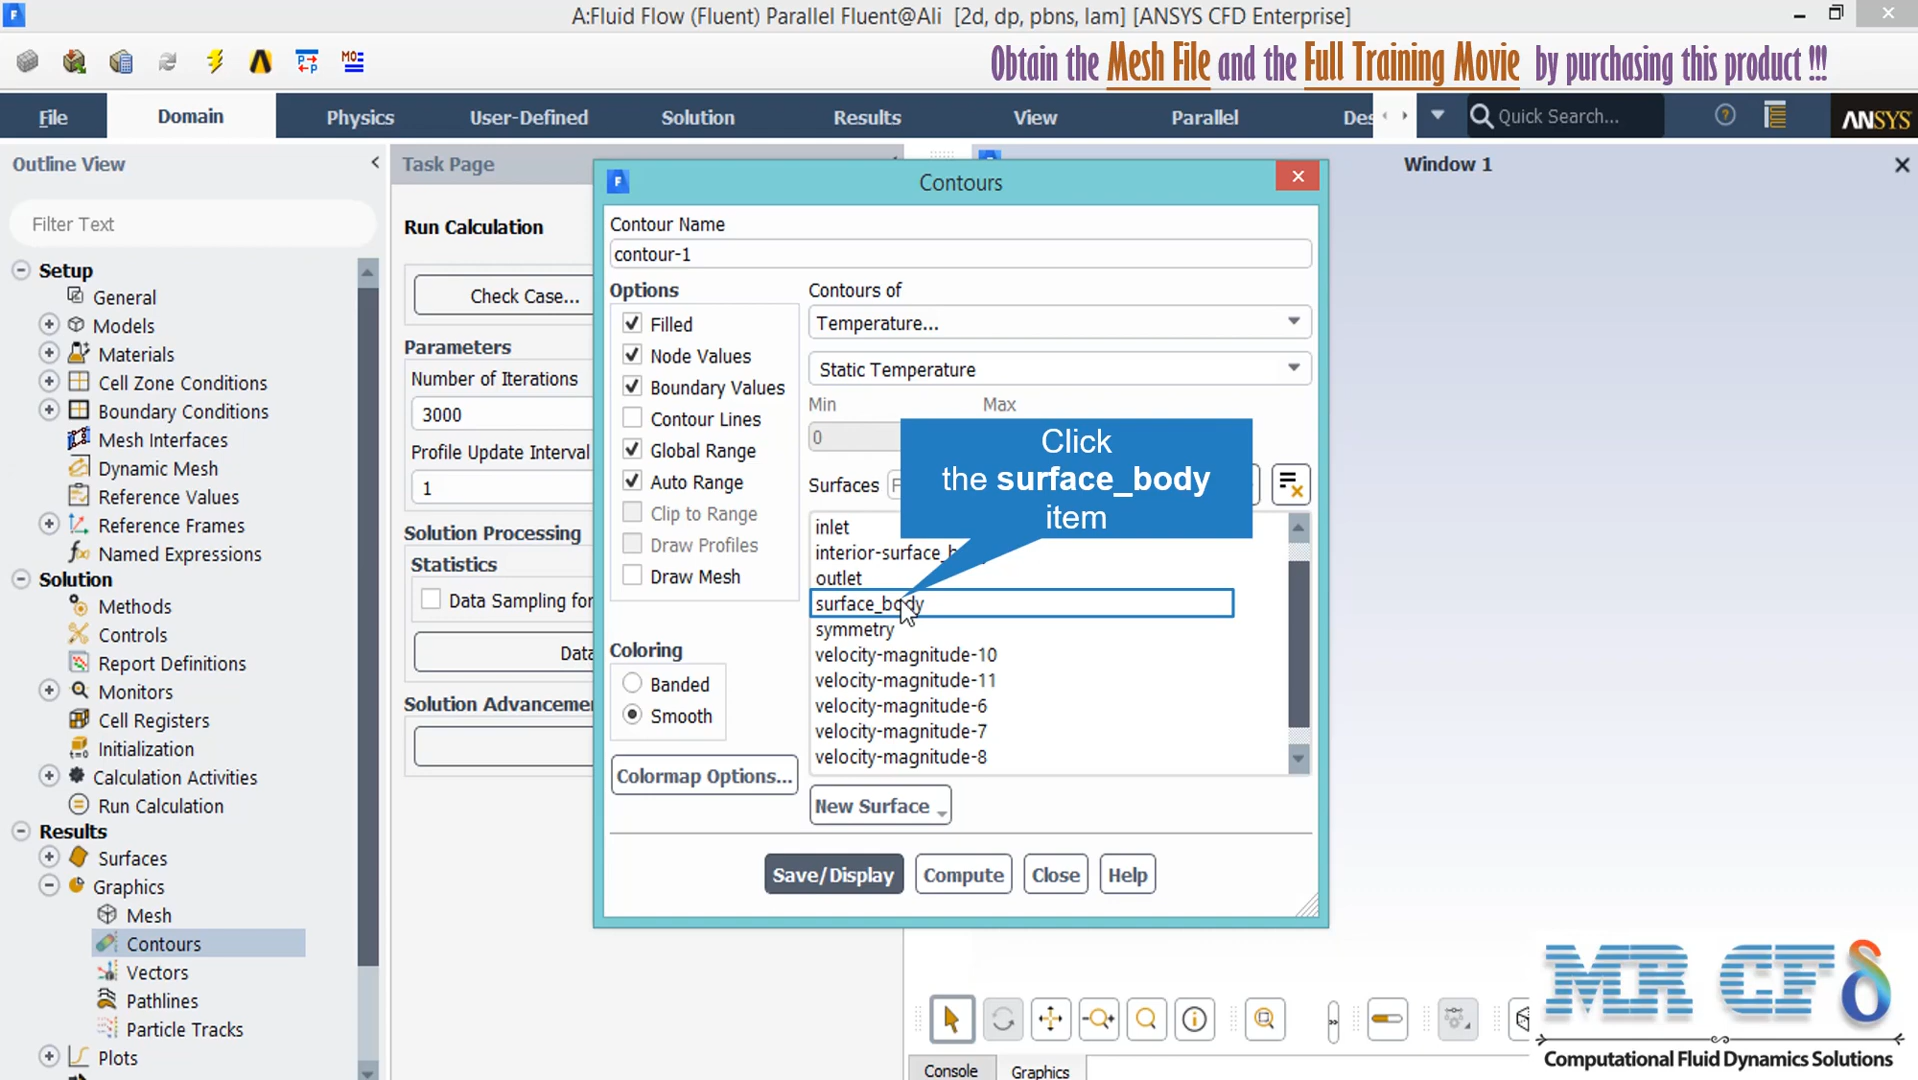 A:Fluid Flow (Fluent) Parallel Fluent@Ali [2d, dp, pbns, lam] [ANSYS CFD Enterprise]
Obtain the Mesh File and the Full Training Movie by purchasing this product !!!
File
Domain
Physics
User-Defined
Solution
Results
View
Parallel
Des
Quick Search...
ANSYS
Outline View
Filter Text
Setup
General
Models
Materials
Cell Zone Conditions
Boundary Conditions
Mesh Interfaces
Dynamic Mesh
Reference Values
Reference Frames
Named Expressions
Solution
Methods
Controls
Report Definitions
Monitors
Cell Registers
Initialization
Calculation Activities
Run Calculation
Results
Surfaces
Graphics
Mesh
Contours
Vectors
Pathlines
Particle Tracks
Plots
Task Page
Run Calculation
Check Case...
Parameters
Number of Iterations
3000
Profile Update Interval
1
Solution Processing
Statistics
Data Sampling for
Data
Solution Advancemen
Contours
Contour Name
contour-1
Options
Filled
Node Values
Boundary Values
Contour Lines
Global Range
Auto Range
Clip to Range
Draw Profiles
Draw Mesh
Coloring
Banded
Smooth
Colormap Options...
Contours of
Temperature...
Static Temperature
Min
Max
0
Surfaces
F
Click
the surface_body
item
inlet
interior-surface_b
outlet
surface_body
symmetry
velocity-magnitude-10
velocity-magnitude-11
velocity-magnitude-6
velocity-magnitude-7
velocity-magnitude-8
New Surface
Save/Display
Compute
Close
Help
Window 1
Console
Graphics
MR CFD
Computational Fluid Dynamics Solutions